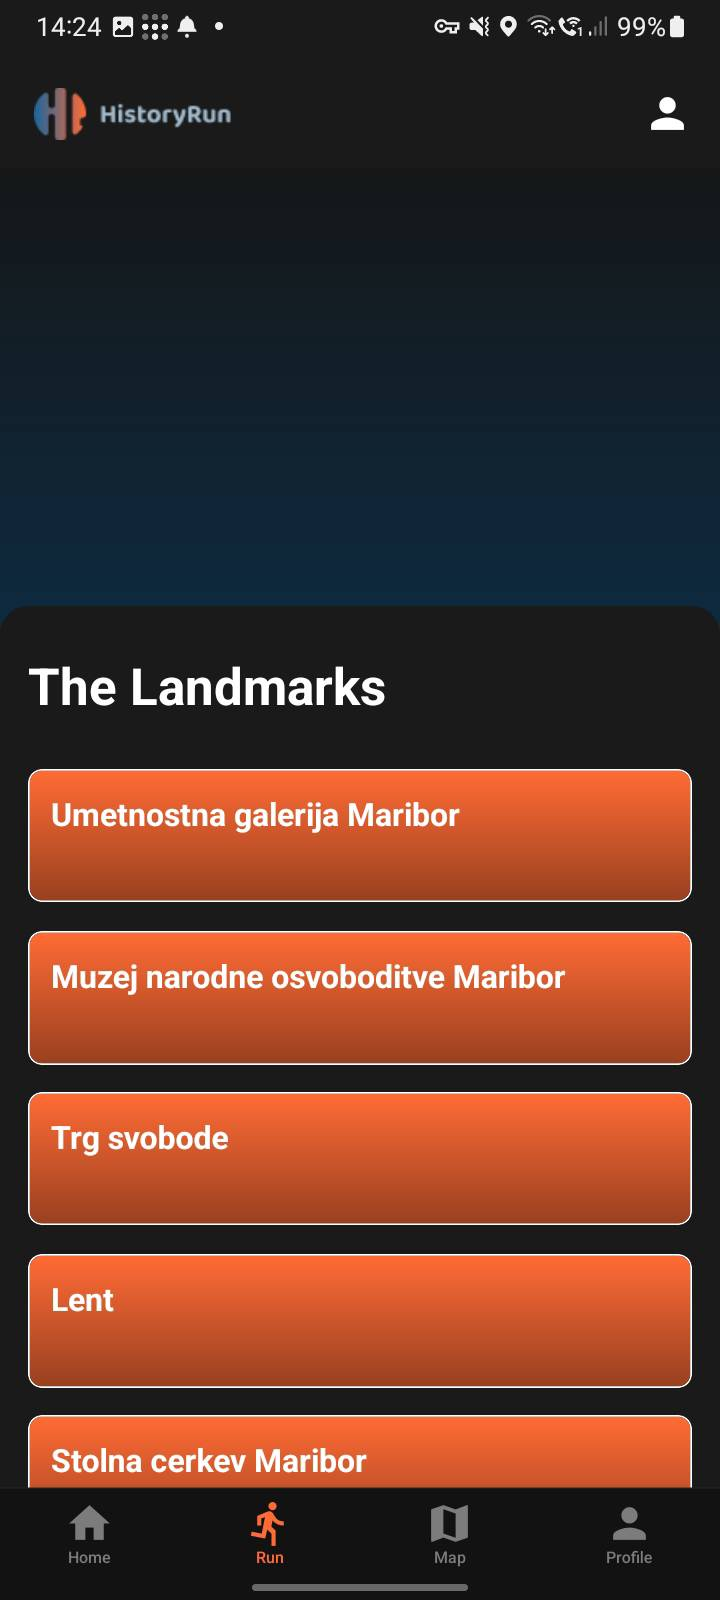 14:24
99%
HistoryRun
The Landmarks
Umetnostna galerija Maribor
Muzej narodne osvoboditve Maribor
Trg svobode
Lent
Stolna cerkev Maribor
Home Run Map Profile